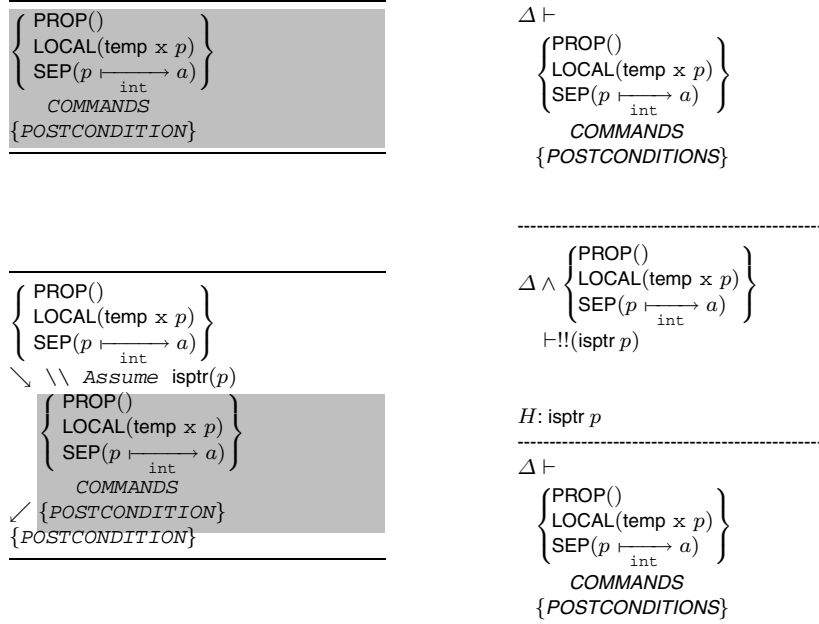 PROP()
LOCAL(temp x p)
SEP(p ⟼ a)
int
COMMANDS
{POSTCONDITION}
PROP()
LOCAL(temp x p)
SEP(p ⟼ a)
int
↘ \\ Assume isptr(p)
PROP()
LOCAL(temp x p)
SEP(p ⟼ a)
int
COMMANDS
↙ {POSTCONDITION}
{POSTCONDITION}
Δ ⊢
PROP()
LOCAL(temp x p)
SEP(p ⟼ a)
int
COMMANDS
{POSTCONDITIONS}
PROP()
Δ ∧ LOCAL(temp x p)
SEP(p ⟼ a)
int
⊢!!(isptr p)
H: isptr p
Δ ⊢
PROP()
LOCAL(temp x p)
SEP(p ⟼ a)
int
COMMANDS
{POSTCONDITIONS}